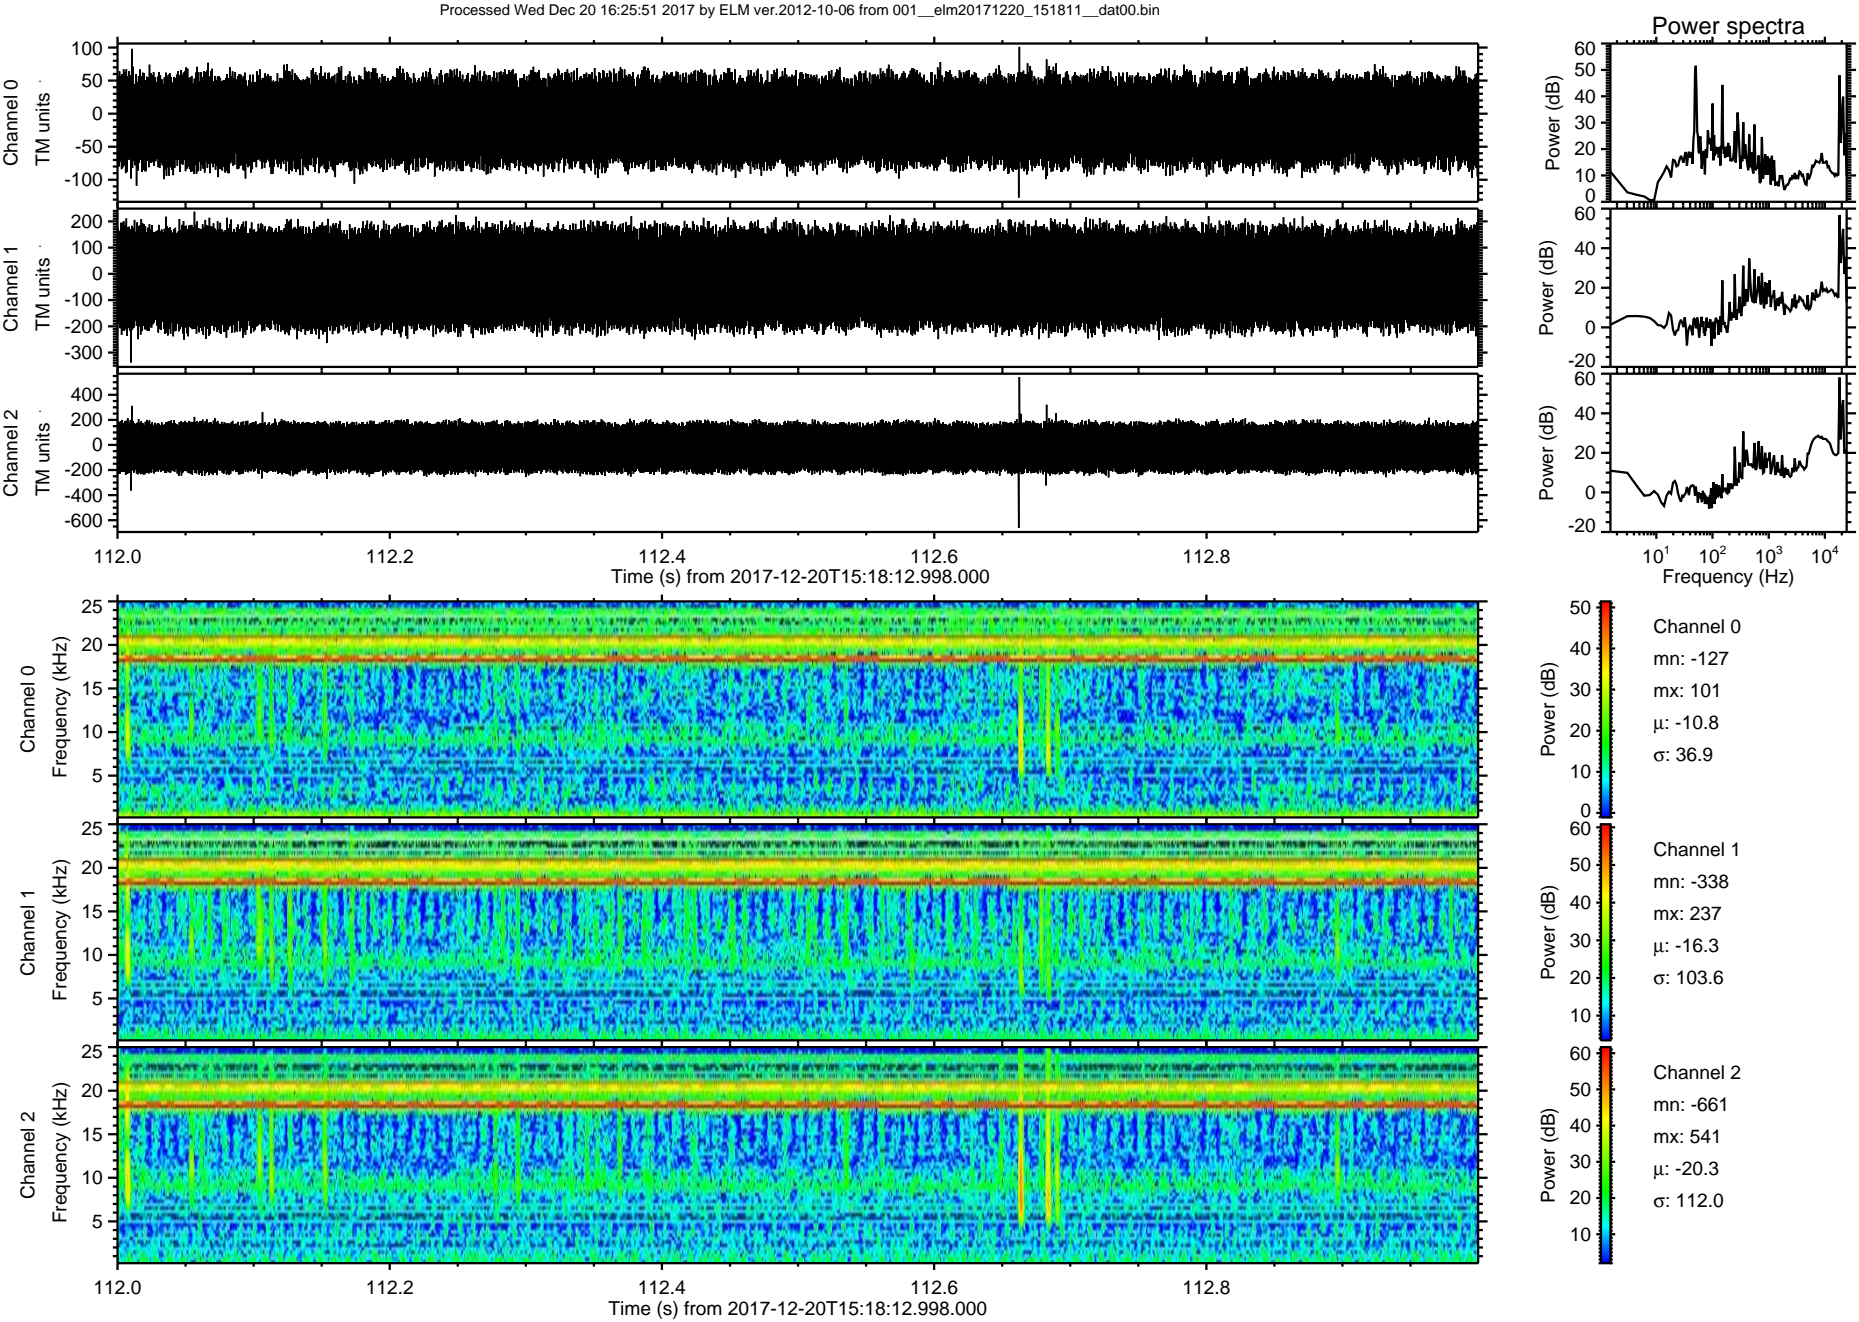 Processed Wed Dec 20 16:25:51 2017 by ELM ver.2012-10-06 from 001__elm20171220_151811__dat00.bin
Power spectra
Channel 0
TM units
100
50
0
-50
-100
Power (dB)
60
50
40
30
20
10
0
Channel 1
TM units
200
100
0
-100
-200
-300
Power (dB)
60
40
20
0
-20
Channel 2
TM units
400
200
0
-200
-400
-600
Power (dB)
60
40
20
0
-20
112.0 112.2 112.4 112.6 112.8
Time (s) from 2017-12-20T15:18:12.998.000
10¹ 10² 10³ 10⁴
Frequency (Hz)
Channel 0
Frequency (kHz)
25
20
15
10
5
Power (dB)
50
40
30
20
10
0
Channel 0
mn: -127
mx: 101
μ: -10.8
σ: 36.9
Channel 1
Frequency (kHz)
25
20
15
10
5
Power (dB)
60
50
40
30
20
10
Channel 1
mn: -338
mx: 237
μ: -16.3
σ: 103.6
Channel 2
Frequency (kHz)
25
20
15
10
5
Power (dB)
60
50
40
30
20
10
Channel 2
mn: -661
mx: 541
μ: -20.3
σ: 112.0
112.0 112.2 112.4 112.6 112.8
Time (s) from 2017-12-20T15:18:12.998.000